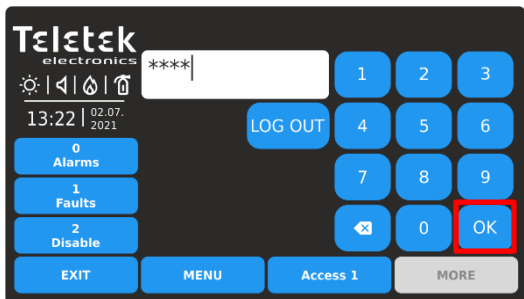 Teletek
electronics
13:22 02.07.
2021
0
Alarms
1
Faults
2
Disable
****
LOG OUT
1 2 3
4 5 6
7 8 9
0 OK
EXIT MENU Access 1 MORE